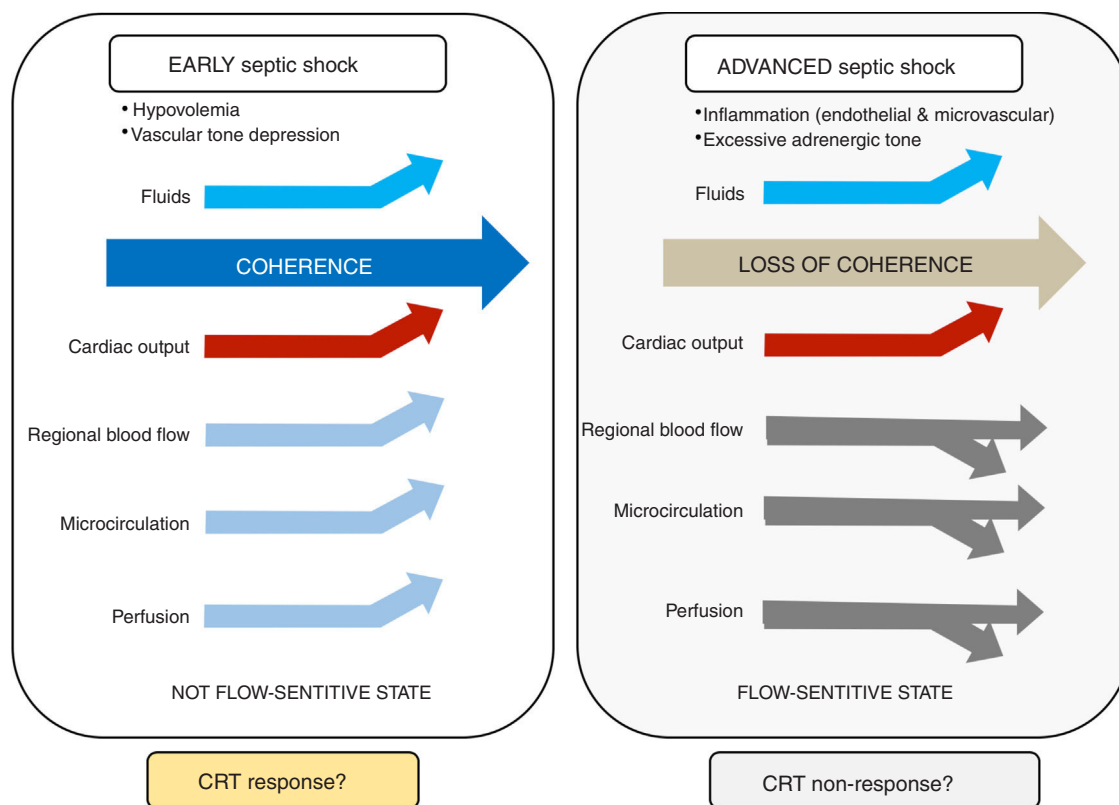 EARLY septic shock
• Hypovolemia
• Vascular tone depression
Fluids
COHERENCE
Cardiac output
Regional blood flow
Microcirculation
Perfusion
NOT FLOW-SENTITIVE STATE
CRT response?
ADVANCED septic shock
•Inflammation (endothelial & microvascular)
•Excessive adrenergic tone
Fluids
LOSS OF COHERENCE
Cardiac output
Regional blood flow
Microcirculation
Perfusion
FLOW-SENTITIVE STATE
CRT non-response?